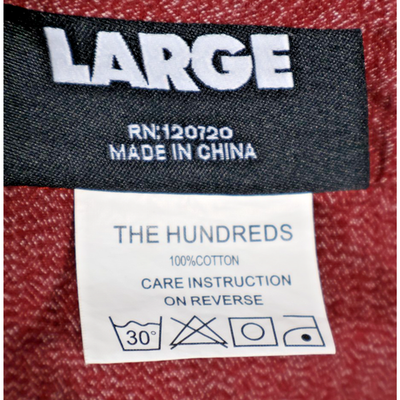 LARGE
RN:120720
MADE IN CHINA
THE HUNDREDS
100%COTTON
CARE INSTRUCTION
ON REVERSE
30°